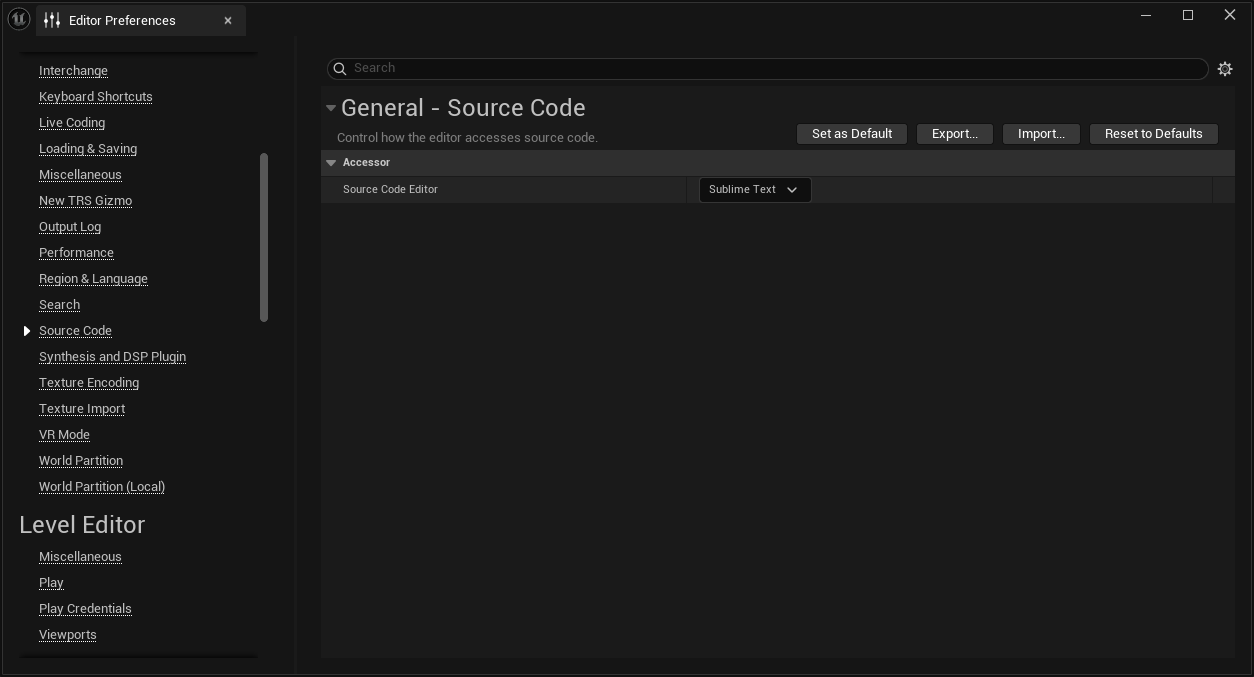 Editor Preferences
Interchange
Keyboard Shortcuts
Live Coding
Loading & Saving
Miscellaneous
New TRS Gizmo
Output Log
Performance
Region & Language
Search
Source Code
Synthesis and DSP Plugin
Texture Encoding
Texture Import
VR Mode
World Partition
World Partition (Local)
Level Editor
Miscellaneous
Play
Play Credentials
Viewports
Search
General - Source Code
Control how the editor accesses source code.
Set as Default Export... Import... Reset to Defaults
Accessor
Source Code Editor Sublime Text